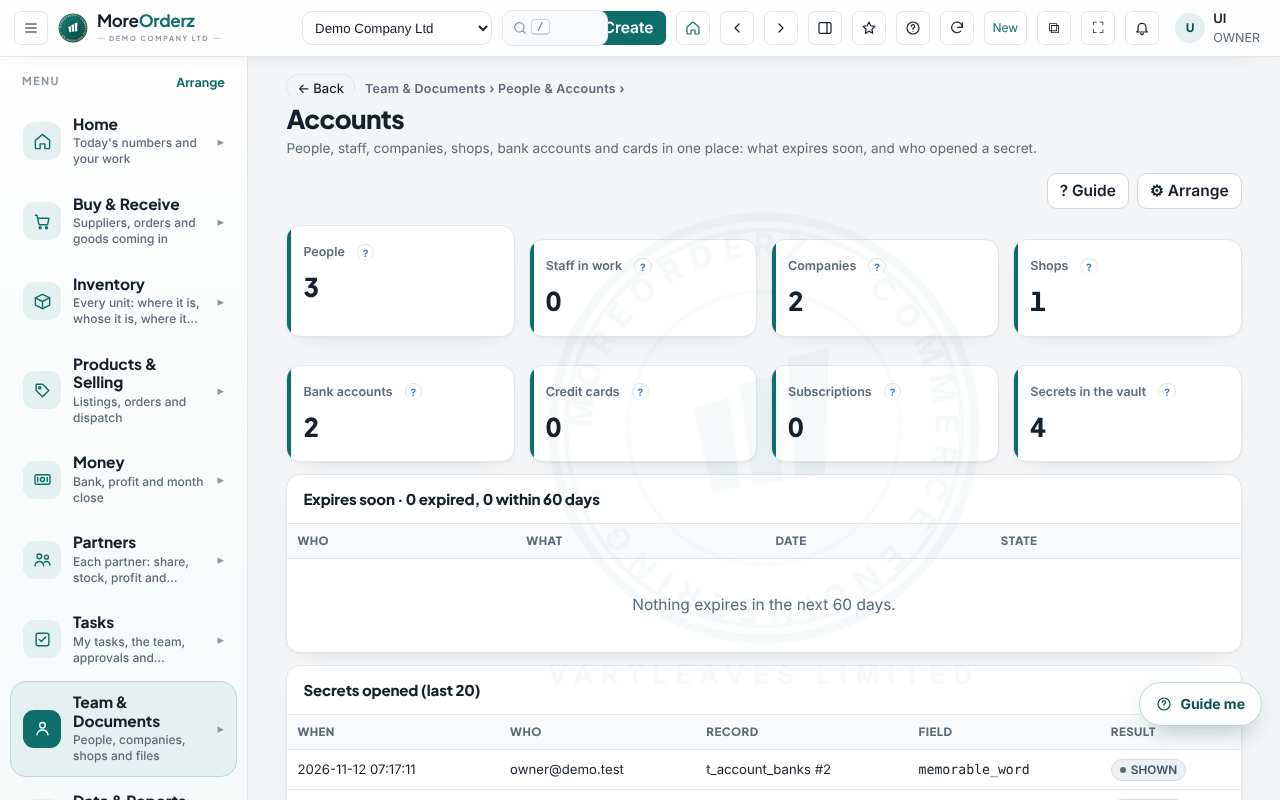 MoreOrderz
— DEMO COMPANY LTD —
Demo Company Ltd
/
Create
New
U
UI
OWNER
MENU
Arrange
Home
Today's numbers and
your work
Buy & Receive
Suppliers, orders and
goods coming in
Inventory
Every unit: where it is,
whose it is, where it...
Products &
Selling
Listings, orders and
dispatch
Money
Bank, profit and month
close
Partners
Each partner: share,
stock, profit and...
Tasks
My tasks, the team,
approvals and...
Team &
Documents
People, companies,
shops and files
← Back
Team & Documents › People & Accounts ›
Accounts
People, staff, companies, shops, bank accounts and cards in one place: what expires soon, and who opened a secret.
? Guide
⚙ Arrange
People ?
3
Staff in work ?
0
Companies ?
2
Shops ?
1
Bank accounts ?
2
Credit cards ?
0
Subscriptions ?
0
Secrets in the vault ?
4
Expires soon · 0 expired, 0 within 60 days
WHO WHAT DATE STATE
Nothing expires in the next 60 days.
VARTLEAVES LIMITED
Secrets opened (last 20)
Guide me
WHEN WHO RECORD FIELD RESULT
2026-11-12 07:17:11 owner@demo.test t_account_banks #2 memorable_word SHOWN